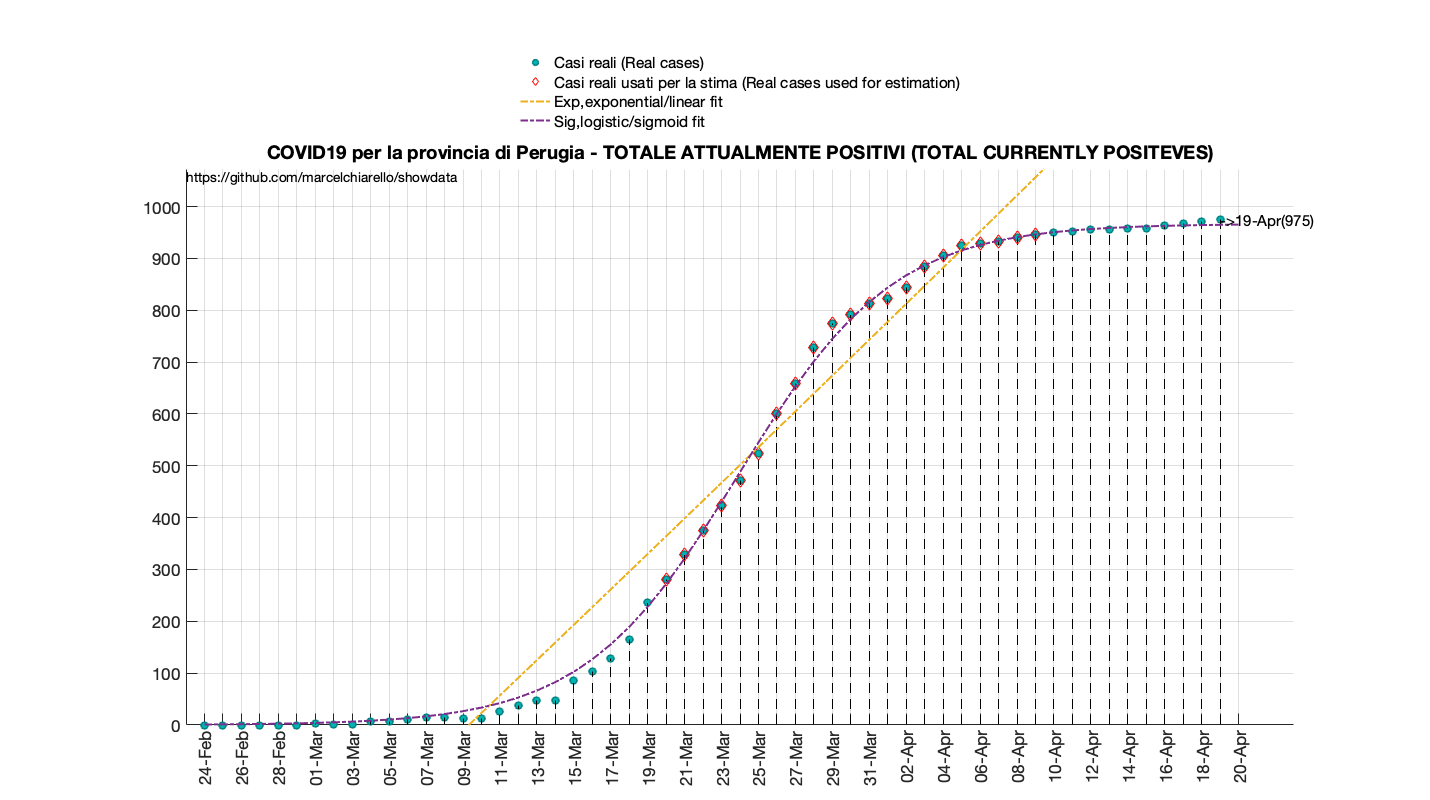 Casi reali (Real cases)
Casi reali usati per la stima (Real cases used for estimation)
Exp,exponential/linear fit
Sig,logistic/sigmoid fit
COVID19 per la provincia di Perugia - TOTALE ATTUALMENTE POSITIVI (TOTAL CURRENTLY POSITEVES)
https://github.com/marcelchiarello/showdata
1000
900
800
700
600
500
400
300
200
100
0
->19-Apr(975)
24-Feb
26-Feb
28-Feb
01-Mar
03-Mar
05-Mar
07-Mar
09-Mar
11-Mar
13-Mar
15-Mar
17-Mar
19-Mar
21-Mar
23-Mar
25-Mar
27-Mar
29-Mar
31-Mar
02-Apr
04-Apr
06-Apr
08-Apr
10-Apr
12-Apr
14-Apr
16-Apr
18-Apr
20-Apr